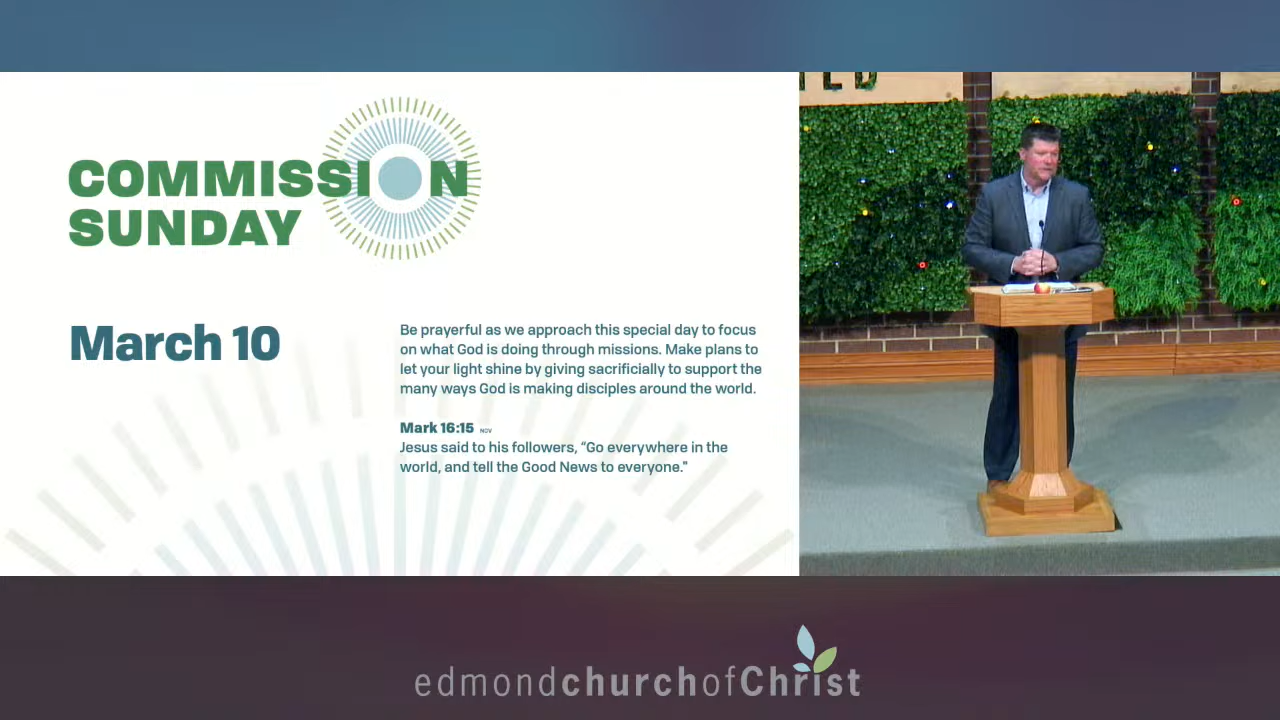 COMMISSION
SUNDAY
March 10
Be prayerful as we approach this special day to focus
on what God is doing through missions. Make plans to
let your light shine by giving sacrificially to support the
many ways God is making disciples around the world.
Mark 16:15
Jesus said to his followers, “Go everywhere in the
world, and tell the Good News to everyone."
edmondchurchofChrist